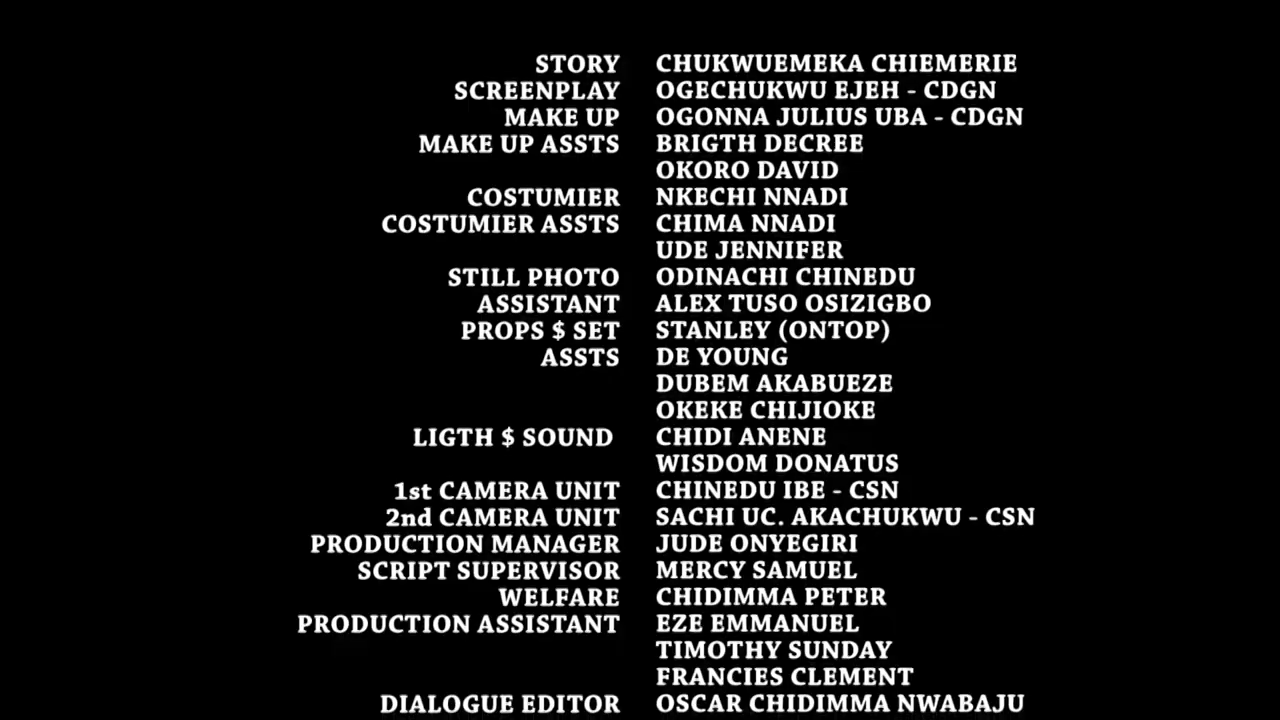 STORY CHUKWUEMEKA CHIEMERIE
SCREENPLAY OGECHUKWU EJEH - CDGN
MAKE UP OGONNA JULIUS UBA - CDGN
MAKE UP ASSTS BRIGTH DECREE
OKORO DAVID
COSTUMIER NKECHI NNADI
COSTUMIER ASSTS CHIMA NNADI
UDE JENNIFER
STILL PHOTO ODINACHI CHINEDU
ASSISTANT ALEX TUSO OSIZIGBO
PROPS $ SET STANLEY (ONTOP)
ASSTS DE YOUNG
DUBEM AKABUEZE
OKEKE CHIJIOKE
LIGTH $ SOUND CHIDI ANENE
WISDOM DONATUS
1st CAMERA UNIT CHINEDU IBE - CSN
2nd CAMERA UNIT SACHI UC. AKACHUKWU - CSN
PRODUCTION MANAGER JUDE ONYEGIRI
SCRIPT SUPERVISOR MERCY SAMUEL
WELFARE CHIDIMMA PETER
PRODUCTION ASSISTANT EZE EMMANUEL
TIMOTHY SUNDAY
FRANCIES CLEMENT
DIALOGUE EDITOR OSCAR CHIDIMMA NWABAJU